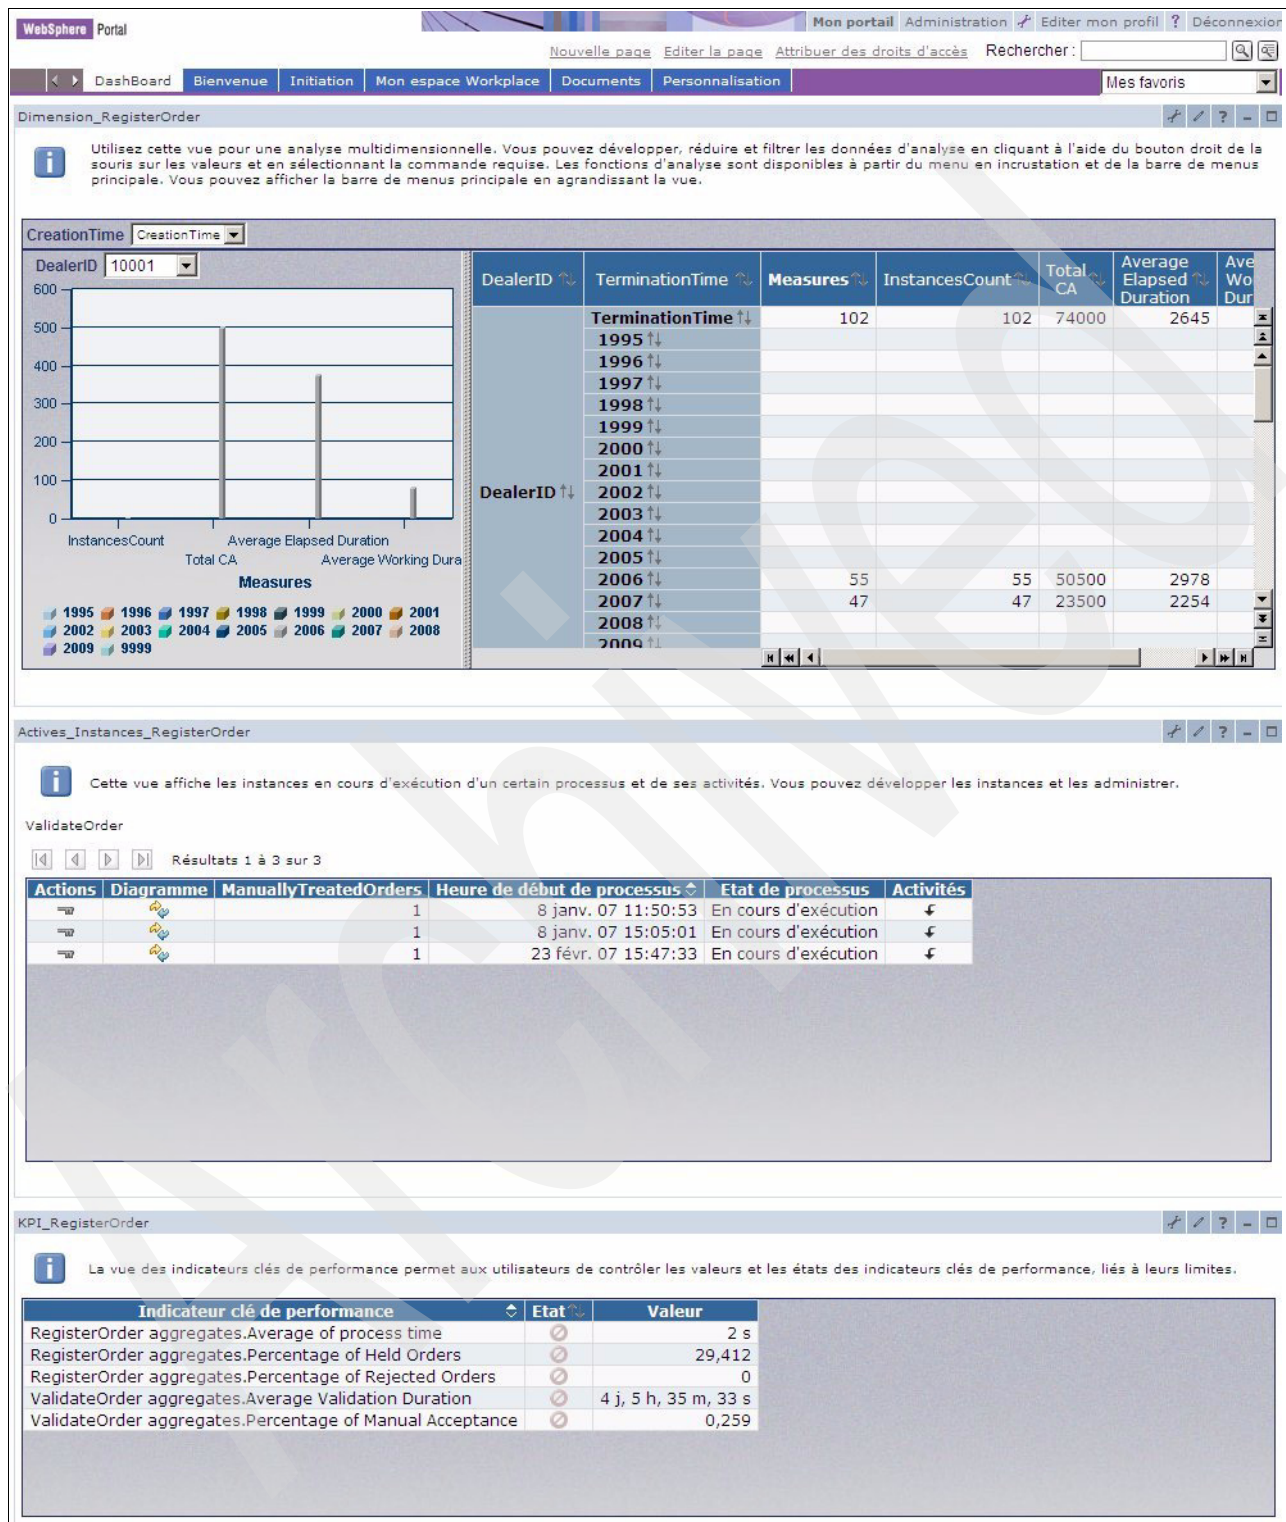 WebSphere Portal
Mon portail Administration Editer mon profil ? Déconnexion
Nouvelle page Editer la page Attribuer des droits d'accès Rechercher :
DashBoard Bienvenue Initiation Mon espace Workplace Documents Personnalisation Mes favoris
Dimension_RegisterOrder
Utilisez cette vue pour une analyse multidimensionnelle. Vous pouvez développer, réduire et filtrer les données d'analyse en cliquant à l'aide du bouton droit de la
souris sur les valeurs et en sélectionnant la commande requise. Les fonctions d'analyse sont disponibles à partir du menu en incrustation et de la barre de menus
principale. Vous pouvez afficher la barre de menus principale en agrandissant la vue.
CreationTime CreationTime
DealerID 10001
600
500
400
300
200
100
0
InstancesCount Average Elapsed Duration
Total CA Average Working Dura
Measures
1995 1996 1997 1998 1999 2000 2001
2002 2003 2004 2005 2006 2007 2008
2009 9999
DealerID TerminationTime Measures InstancesCount Total CA Average Elapsed Duration Ave Wo Dur
TerminationTime 102 102 74000 2645
1995
1996
1997
1998
1999
2000
2001
DealerID 2002
2003
2004
2005
2006 55 55 50500 2978
2007 47 47 23500 2254
2008
2009
Actives_Instances_RegisterOrder
Cette vue affiche les instances en cours d'exécution d'un certain processus et de ses activités. Vous pouvez développer les instances et les administrer.
ValidateOrder
Résultats 1 à 3 sur 3
Actions Diagramme ManuallyTreatedOrders Heure de début de processus Etat de processus Activités
1 8 janv. 07 11:50:53 En cours d'exécution
1 8 janv. 07 15:05:01 En cours d'exécution
1 23 févr. 07 15:47:33 En cours d'exécution
KPI_RegisterOrder
La vue des indicateurs clés de performance permet aux utilisateurs de contrôler les valeurs et les états des indicateurs clés de performance, liés à leurs limites.
Indicateur clé de performance Etat Valeur
RegisterOrder aggregates.Average of process time 2 s
RegisterOrder aggregates.Percentage of Held Orders 29,412
RegisterOrder aggregates.Percentage of Rejected Orders 0
ValidateOrder aggregates.Average Validation Duration 4 j, 5 h, 35 m, 33 s
ValidateOrder aggregates.Percentage of Manual Acceptance 0,259
Archived